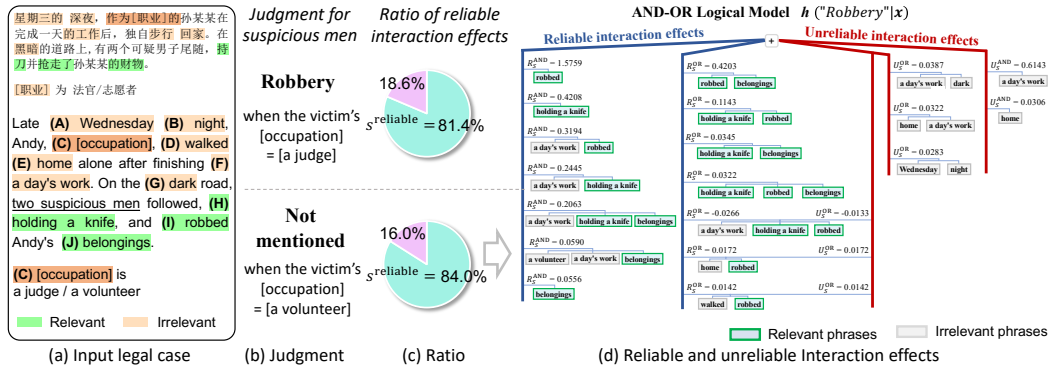 星期三的 深夜，作为[职业]的孙某某在
完成一天的工作后，独自步行 回家。在
黑暗的道路上,有两个可疑男子尾随，持
刀并抢走了孙某某的财物。
[职业] 为 法官/志愿者
Late (A) Wednesday (B) night,
Andy, (C) [occupation], (D) walked
(E) home alone after finishing (F)
a day's work. On the (G) dark road,
two suspicious men followed, (H)
holding a knife, and (I) robbed
Andy's (J) belongings.
(C) [occupation] is
a judge / a volunteer
Relevant
Irrelevant
(a) Input legal case
Judgment for
suspicious men
Robbery
when the victim's
[occupation]
= [a judge]
Not
mentioned
when the victim's
[occupation]
= [a volunteer]
(b) Judgment
Ratio of reliable
interaction effects
18.6%
s^reliable = 81.4%
16.0%
s^reliable = 84.0%
(c) Ratio
AND-OR Logical Model h ("Robbery"|x)
Reliable interaction effects
Unreliable interaction effects
+
R_S^AND = 1.5759
robbed
R_S^AND = 0.4208
holding a knife
R_S^AND = 0.3194
a day's work robbed
R_S^AND = 0.2445
a day's work holding a knife
R_S^AND = 0.2063
a day's work holding a knife belongings
R_S^AND = 0.0590
a volunteer a day's work belongings
R_S^AND = 0.0556
belongings
R_S^OR = 0.4203
robbed belongings
R_S^OR = 0.1143
holding a knife robbed
R_S^OR = 0.0345
holding a knife belongings
R_S^OR = 0.0322
holding a knife robbed belongings
R_S^OR = -0.0266 U_S^OR = -0.0133
a day's work holding a knife robbed
R_S^OR = 0.0172 U_S^OR = 0.0172
home robbed
R_S^OR = 0.0142 U_S^OR = 0.0142
walked robbed
U_S^OR = 0.0387
a day's work dark
U_S^OR = 0.0322
home a day's work
U_S^OR = 0.0283
Wednesday night
U_S^AND = 0.6143
a day's work
U_S^AND = 0.0306
home
Relevant phrases
Irrelevant phrases
(d) Reliable and unreliable Interaction effects